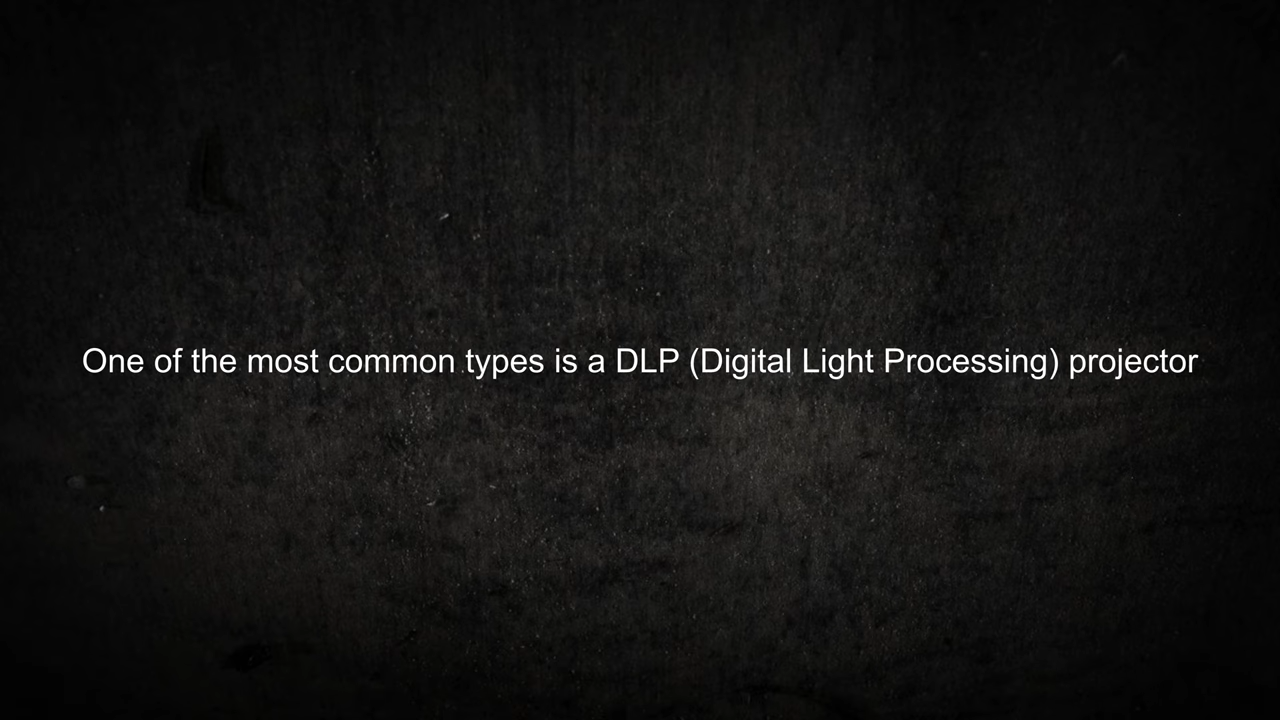 One of the most common types is a DLP (Digital Light Processing) projector